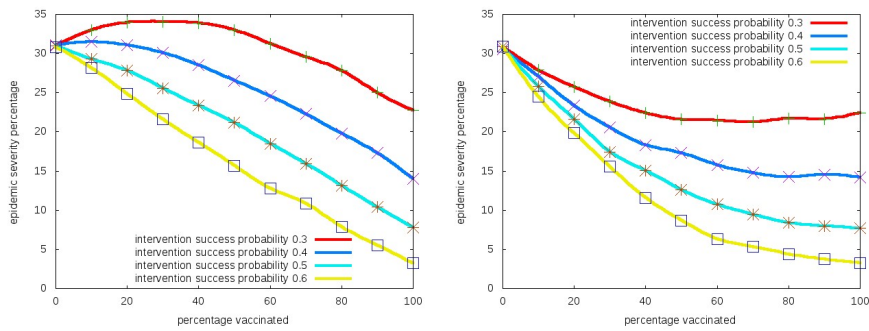 35
30
25
20
15
10
5
0
epidemic severity percentage
intervention success probability 0.3
intervention success probability 0.4
intervention success probability 0.5
intervention success probability 0.6
0 20 40 60 80 100
percentage vaccinated
35
30
25
20
15
10
5
0
epidemic severity percentage
intervention success probability 0.3
intervention success probability 0.4
intervention success probability 0.5
intervention success probability 0.6
0 20 40 60 80 100
percentage vaccinated